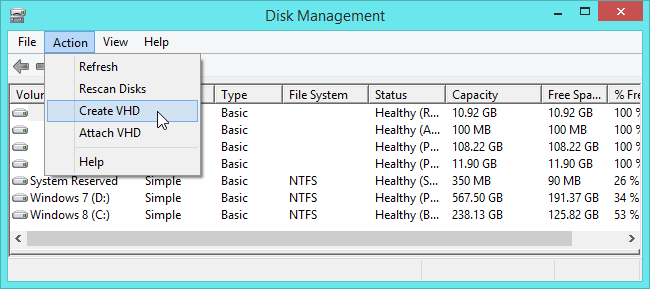 Disk Management
File Action View Help
Refresh
Rescan Disks
Create VHD
Attach VHD
Help
Volu Type File System Status Capacity Free Spa... % Fre
Basic Healthy (R... 10.92 GB 10.92 GB 100 %
Basic Healthy (A... 100 MB 100 MB 100 %
Basic Healthy (P... 108.22 GB 108.22 GB 100 %
Basic Healthy (P... 11.90 GB 11.90 GB 100 %
System Reserved Simple Basic NTFS Healthy (S... 350 MB 90 MB 26 %
Windows 7 (D:) Simple Basic NTFS Healthy (P... 567.50 GB 191.37 GB 34 %
Windows 8 (C:) Simple Basic NTFS Healthy (B... 238.13 GB 125.82 GB 53 %